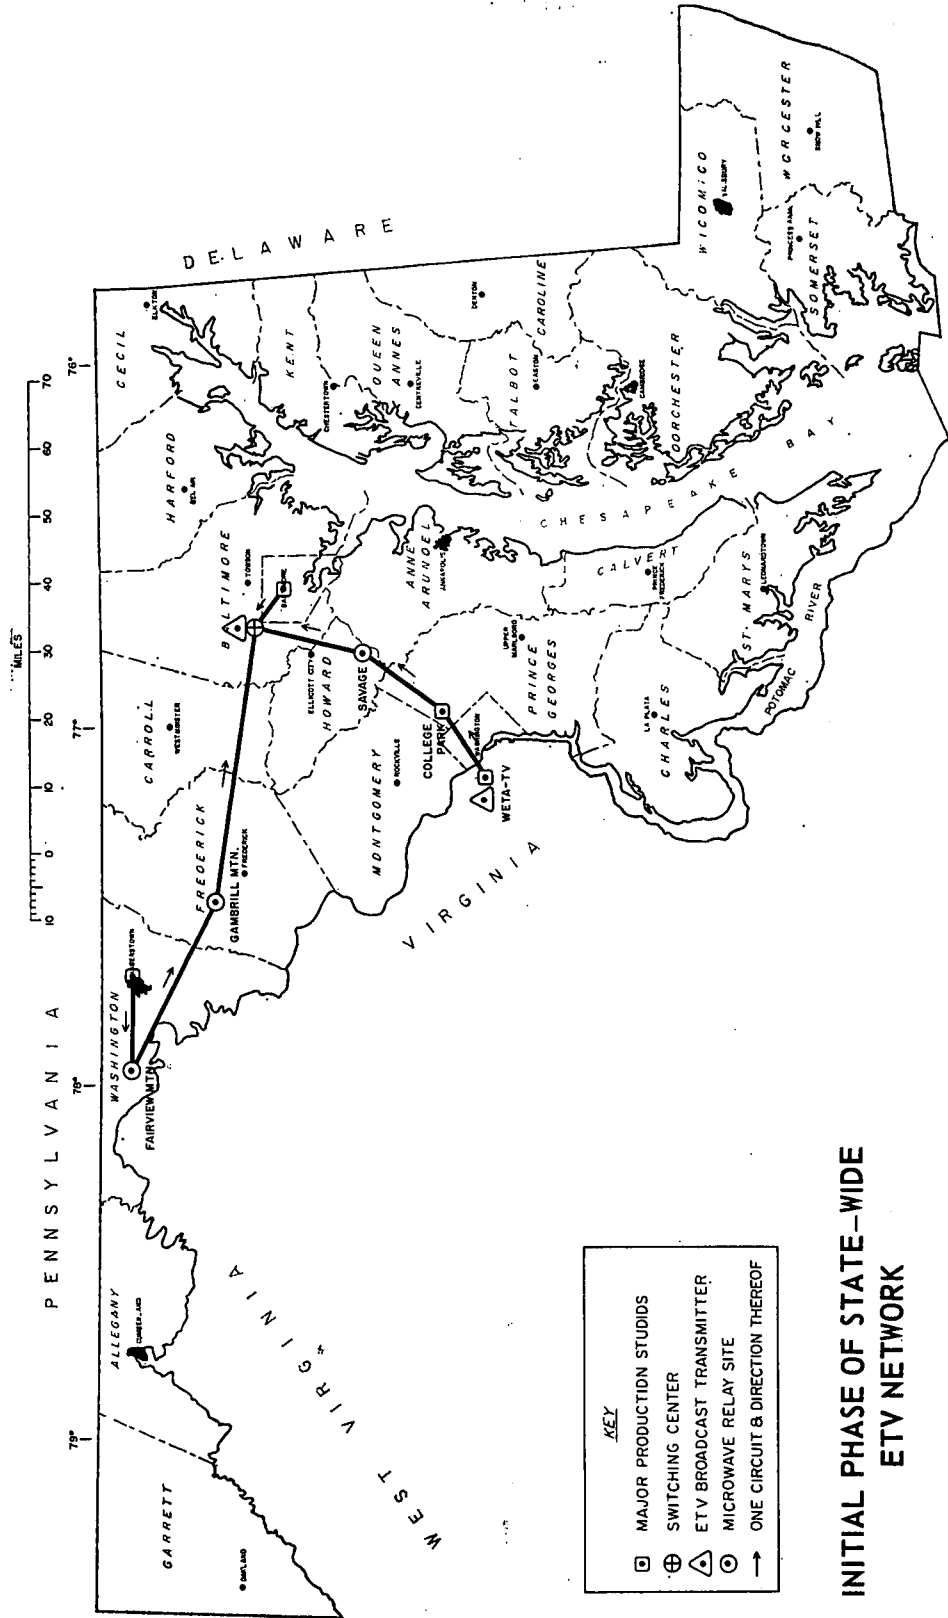 PENNSYLVANIA
MILES
10 0 10 20 30 40 50 60 70
79°
78°
77°
76°
GARRETT
OAKLAND
ALLEGANY
CUMBERLAND
WASHINGTON
FAIRVIEW MTN.
FREDERICK
GAMBRILL MTN.
FREDERICK
CARROLL
WESTMINSTER
BALTIMORE
TOWSON
HARFORD
BEL AIR
CECIL
ELKTON
DELAWARE
KENT
CHESTERTOWN
QUEEN
ANNES
CENTREVILLE
HOWARD
ELLICOTT CITY
SAVAGE
ANNE
ARUNDEL
ANNAPOLIS
MONTGOMERY
ROCKVILLE
COLLEGE
PARK
WASHINGTON
WETA-TV
PRINCE
GEORGES
UPPER
MARLBORO
TALBOT
EASTON
CAROLINE
DENTON
DORCHESTER
CAMBRIDGE
WICOMICO
SALISBURY
WORCESTER
SNOW HILL
SOMERSET
PRINCESS ANNE
CHESAPEAKE BAY
CALVERT
PRINCE
FREDERICK
CHARLES
LA PLATA
ST. MARYS
LEONARDTOWN
POTOMAC RIVER
VIRGINIA
WEST VIRGINIA
KEY
MAJOR PRODUCTION STUDIOS
SWITCHING CENTER
ETV BROADCAST TRANSMITTER
MICROWAVE RELAY SITE
ONE CIRCUIT & DIRECTION THEREOF
INITIAL PHASE OF STATE-WIDE
ETV NETWORK